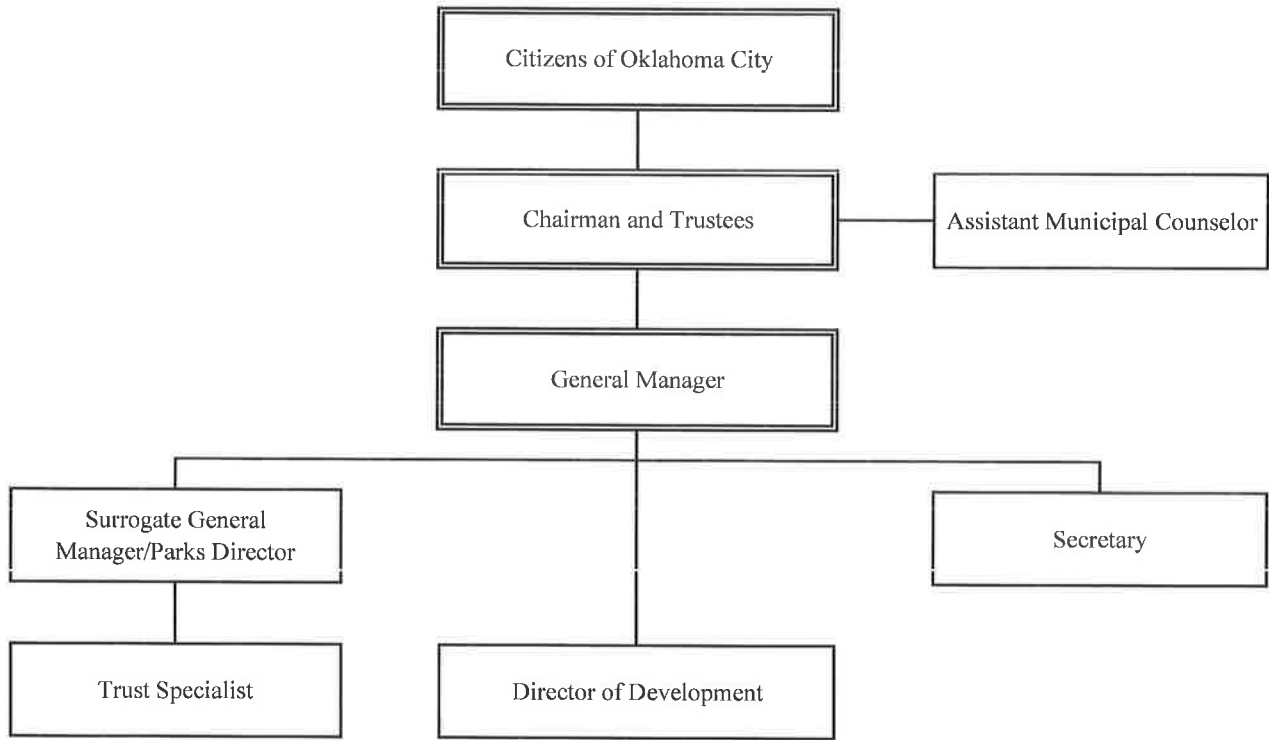 Citizens of Oklahoma City
Chairman and Trustees
Assistant Municipal Counselor
General Manager
Surrogate General
Manager/Parks Director
Secretary
Trust Specialist
Director of Development